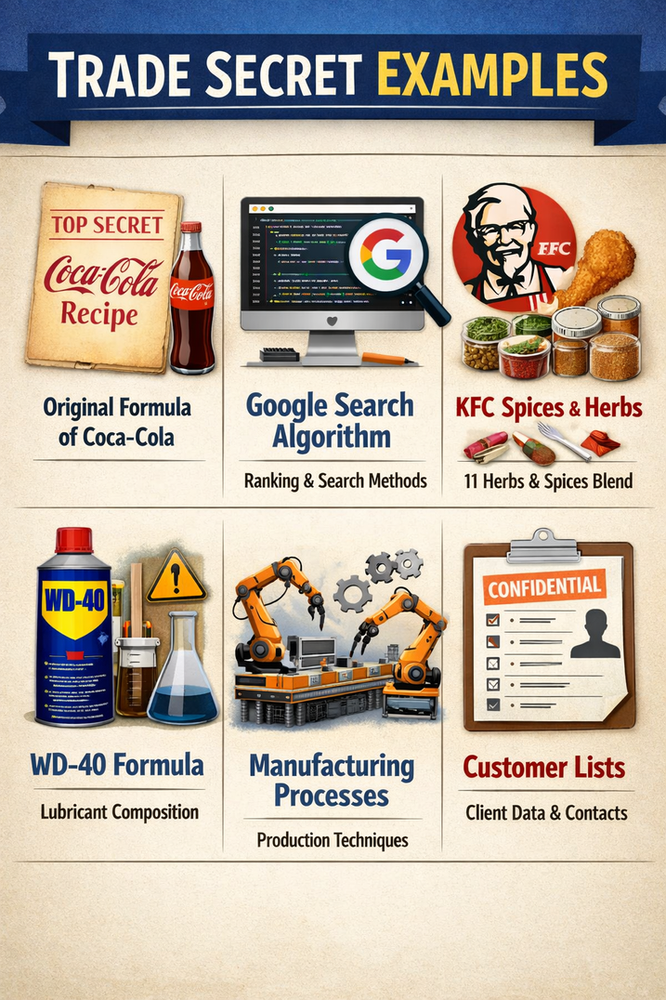 TRADE SECRET EXAMPLES
TOP SECRET
Coca-Cola
Recipe
Coca-Cola
Original Formula
of Coca-Cola
G
Google Search
Algorithm
Ranking & Search Methods
FFC
KFC Spices & Herbs
11 Herbs & Spices Blend
WD-40
!
WD-40 Formula
Lubricant Composition
Manufacturing
Processes
Production Techniques
CONFIDENTIAL
Customer Lists
Client Data & Contacts